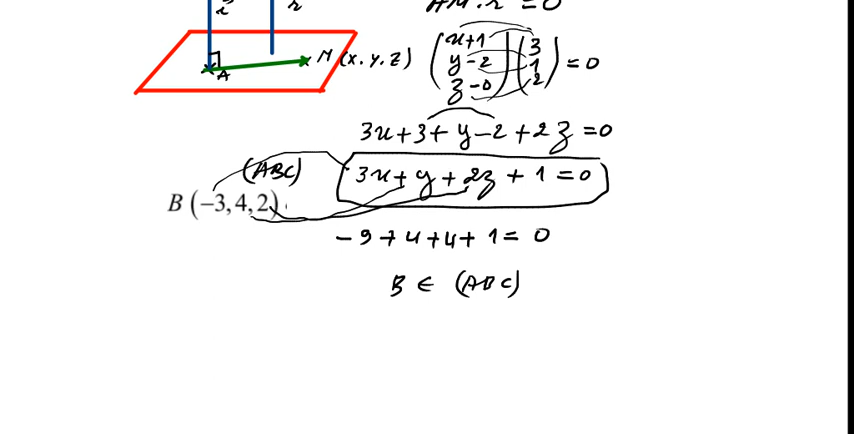 AM . r = 0
A
M (x, y, z)
(x+1 y-2 z-0) (3 1 2) = 0
3x+3+y-2+2z=0
(ABC)
3x+y+2z+1=0
B (−3,4,2).
-9+4+4+1=0
B ∈ (ABC)